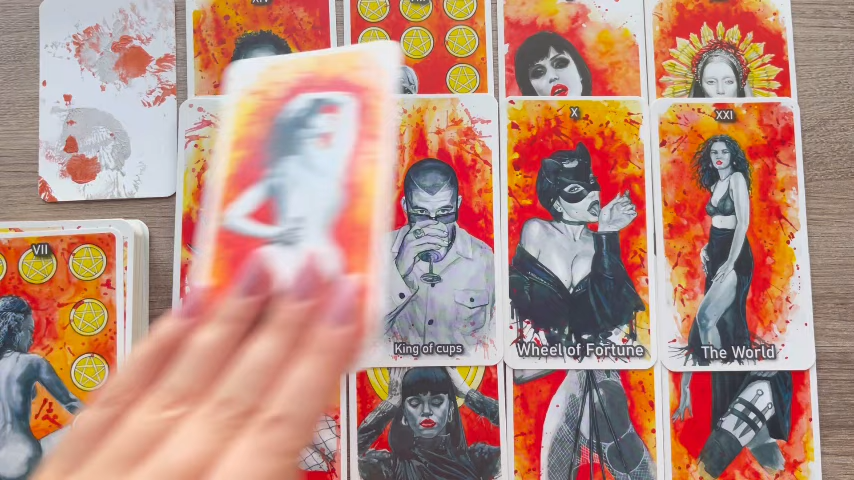 X
XXI
VII
King of cups
Wheel of Fortune
The World